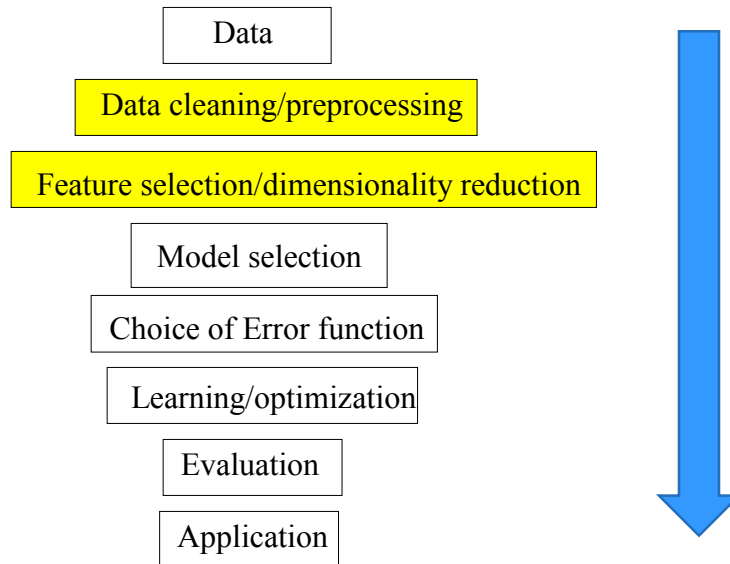 Data
Data cleaning/preprocessing
Feature selection/dimensionality reduction
Model selection
Choice of Error function
Learning/optimization
Evaluation
Application